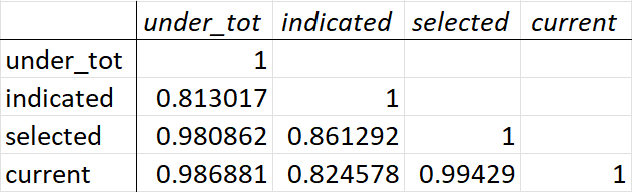 under_tot indicated selected current
under_tot 1
indicated 0.813017 1
selected 0.980862 0.861292 1
current 0.986881 0.824578 0.99429 1